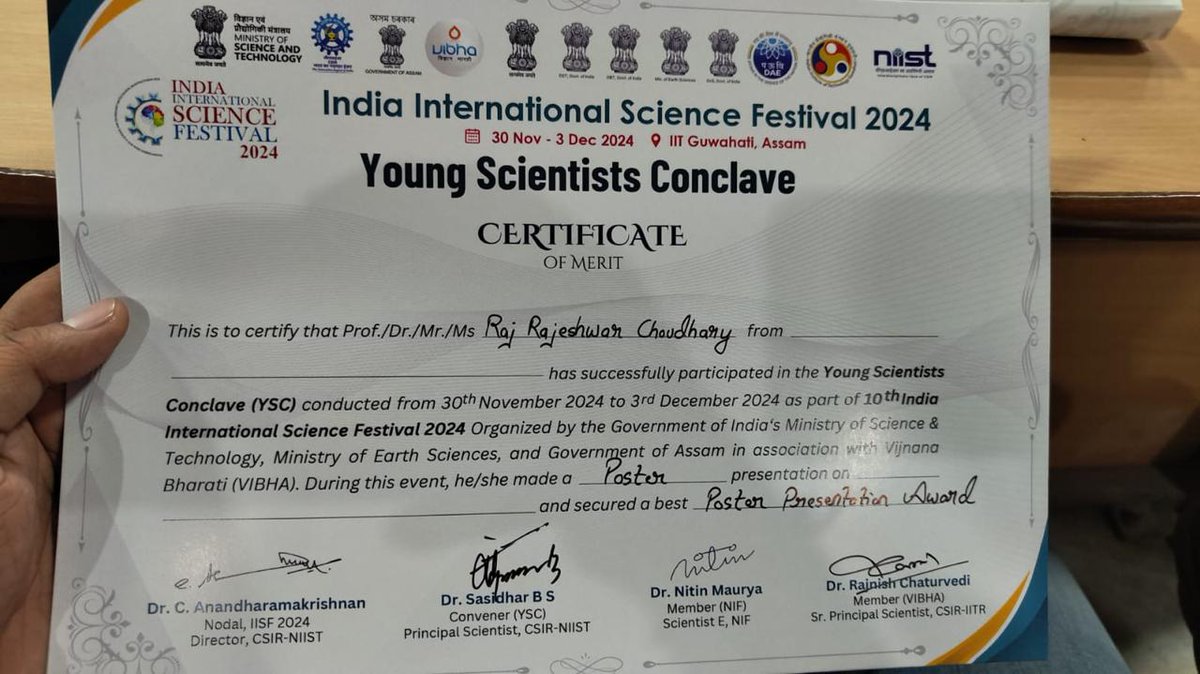 विज्ञान एवं
प्रौद्योगिकी मंत्रालय
MINISTRY OF
SCIENCE AND
TECHNOLOGY
सत्यमेव जयते
অসম চৰকাৰ
GOVERNMENT OF ASSAM
vibha
विज्ञान भारती
DAE
niist
INDIA
INTERNATIONAL
SCIENCE
FESTIVAL
2024
India International Science Festival 2024
30 Nov - 3 Dec 2024 IIT Guwahati, Assam
Young Scientists Conclave
CERTIFICATE
OF MERIT
This is to certify that Prof./Dr./Mr./Ms Raj Rajeshwar Choudhary from
has successfully participated in the Young Scientists
Conclave (YSC) conducted from 30th November 2024 to 3rd December 2024 as part of 10th India
International Science Festival 2024 Organized by the Government of India's Ministry of Science &
Technology, Ministry of Earth Sciences, and Government of Assam in association with Vijnana
Bharati (VIBHA). During this event, he/she made a Poster presentation on
and secured a best Poster Presentation Award
Dr. C. Anandharamakrishnan
Nodal, IISF 2024
Director, CSIR-NIIST
Dr. Sasidhar B S
Convener (YSC)
Principal Scientist, CSIR-NIIST
nitin
Dr. Nitin Maurya
Member (NIF)
Scientist E, NIF
Dr. Rajnish Chaturvedi
Member (VIBHA)
Sr. Principal Scientist, CSIR-IITR